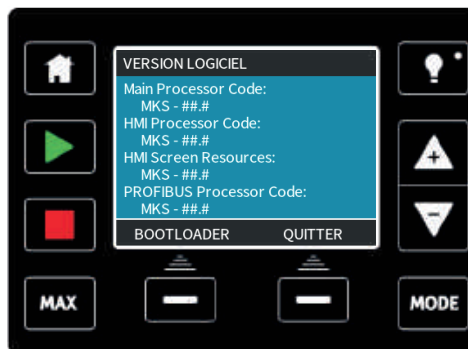 VERSION LOGICIEL
Main Processor Code:
MKS - ##.#
HMI Processor Code:
MKS - ##.#
HMI Screen Resources:
MKS - ##.#
PROFIBUS Processor Code:
MKS - ##.#
BOOTLOADER QUITTER
MAX MODE